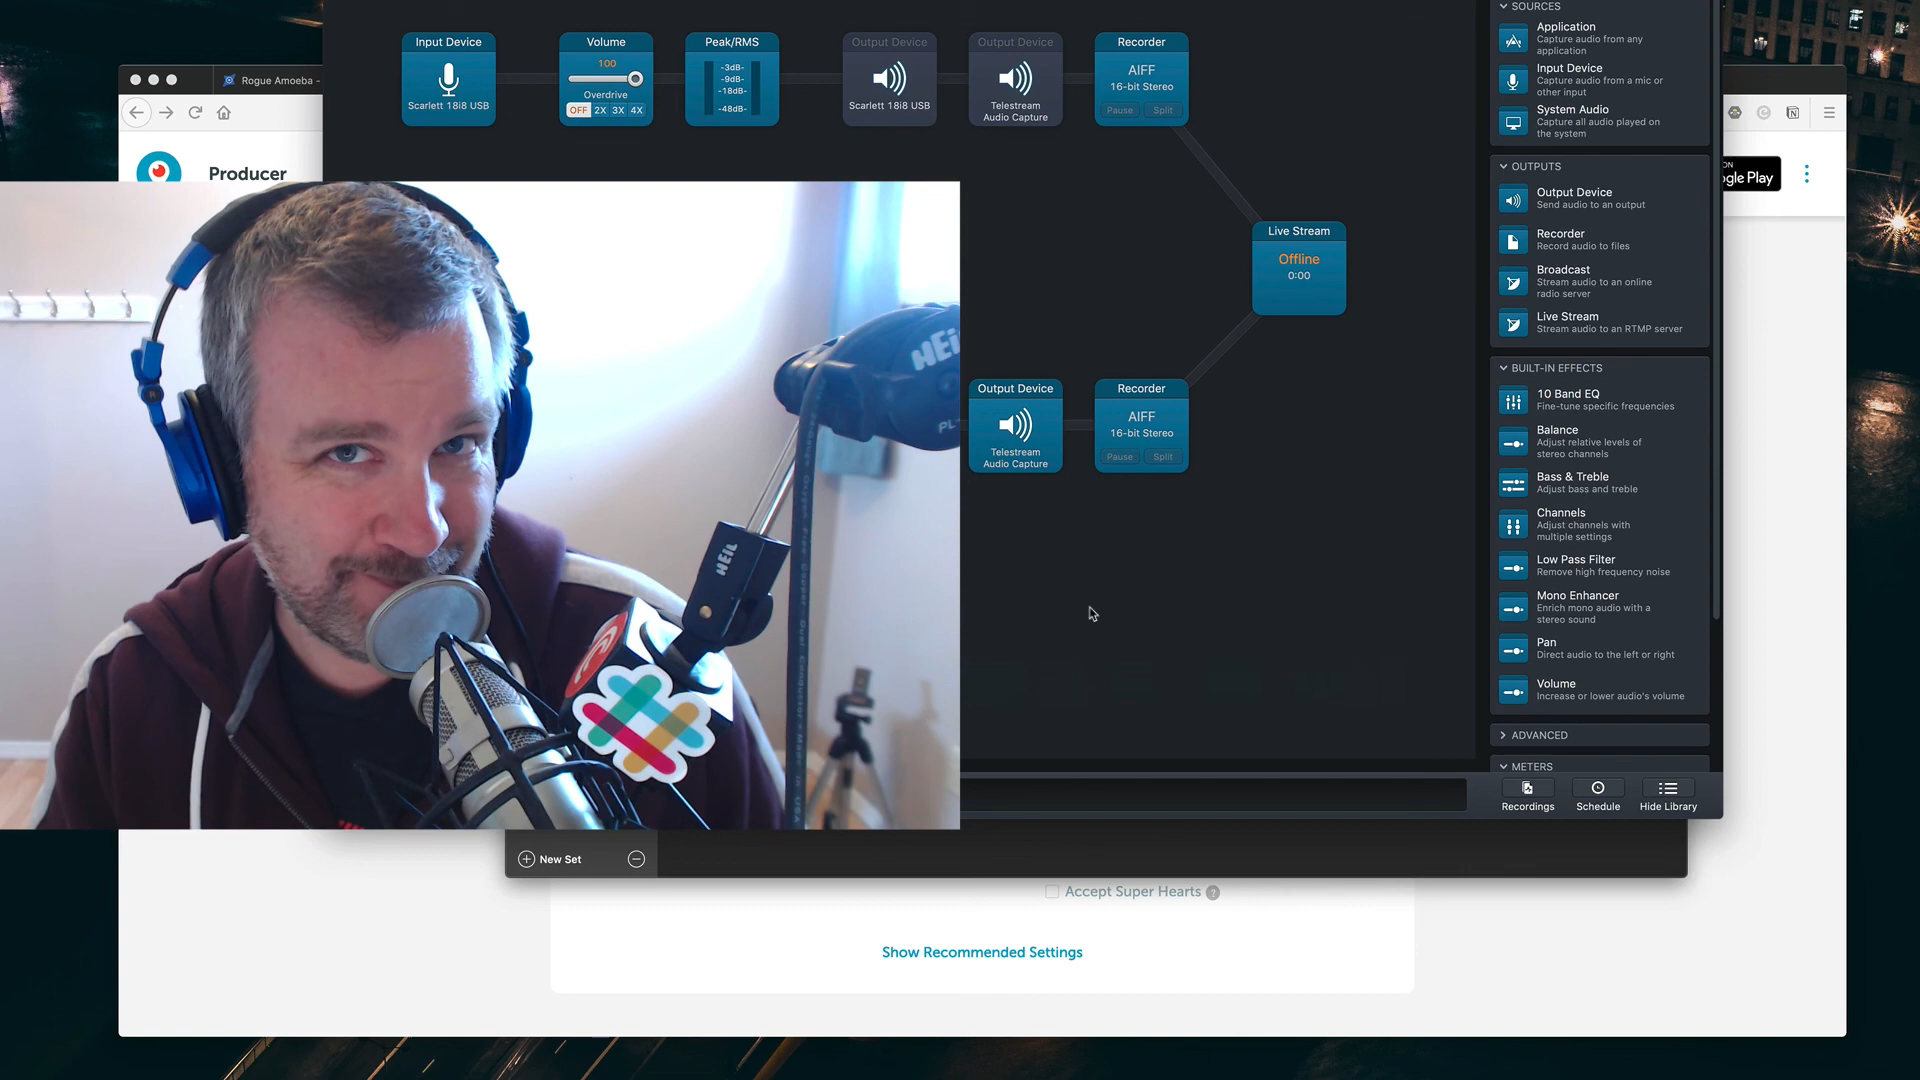 Input Device
Scarlett 18i8 USB
Volume
100
Overdrive
OFF 2X 3X 4X
Peak/RMS
-3dB-
-9dB-
-18dB-
-48dB-
Output Device
Scarlett 18i8 USB
Output Device
Telestream
Audio Capture
Recorder
AIFF
16-bit Stereo
Pause Split
SOURCES
Application
Capture audio from any
application
Input Device
Capture audio from a mic or
other input
System Audio
Capture all audio played on
the system
OUTPUTS
Output Device
Send audio to an output
Recorder
Record audio to files
Broadcast
Stream audio to an online
radio server
Live Stream
Stream audio to an RTMP server
BUILT-IN EFFECTS
10 Band EQ
Fine-tune specific frequencies
Balance
Adjust relative levels of
stereo channels
Bass & Treble
Adjust bass and treble
Channels
Adjust channels with
multiple settings
Low Pass Filter
Remove high frequency noise
Mono Enhancer
Enrich mono audio with a
stereo sound
Pan
Direct audio to the left or right
Volume
Increase or lower audio's volume
ADVANCED
METERS
Recordings Schedule Hide Library
Rogue Amoeba -
Producer
ON
gle Play
Live Stream
Offline
0:00
Output Device
Telestream
Audio Capture
Recorder
AIFF
16-bit Stereo
Pause Split
HEiL
PL
HEiL
New Set
Accept Super Hearts ?
Show Recommended Settings